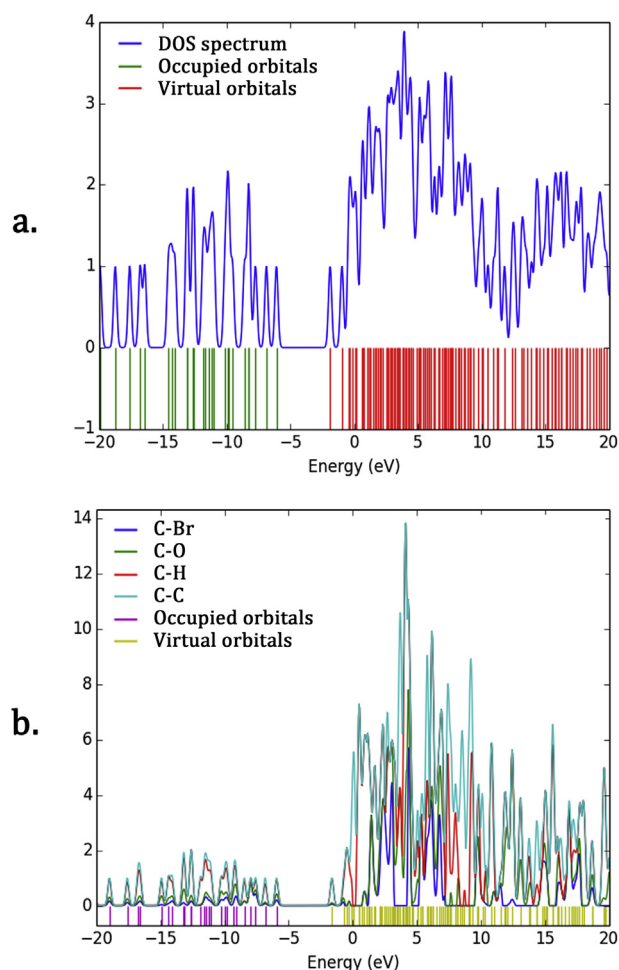 a.
4
3
2
1
0
−1
DOS spectrum
Occupied orbitals
Virtual orbitals
−20 −15 −10 −5 0 5 10 15 20
Energy (eV)
b.
14
12
10
8
6
4
2
0
C-Br
C-O
C-H
C-C
Occupied orbitals
Virtual orbitals
−20 −15 −10 −5 0 5 10 15 20
Energy (eV)